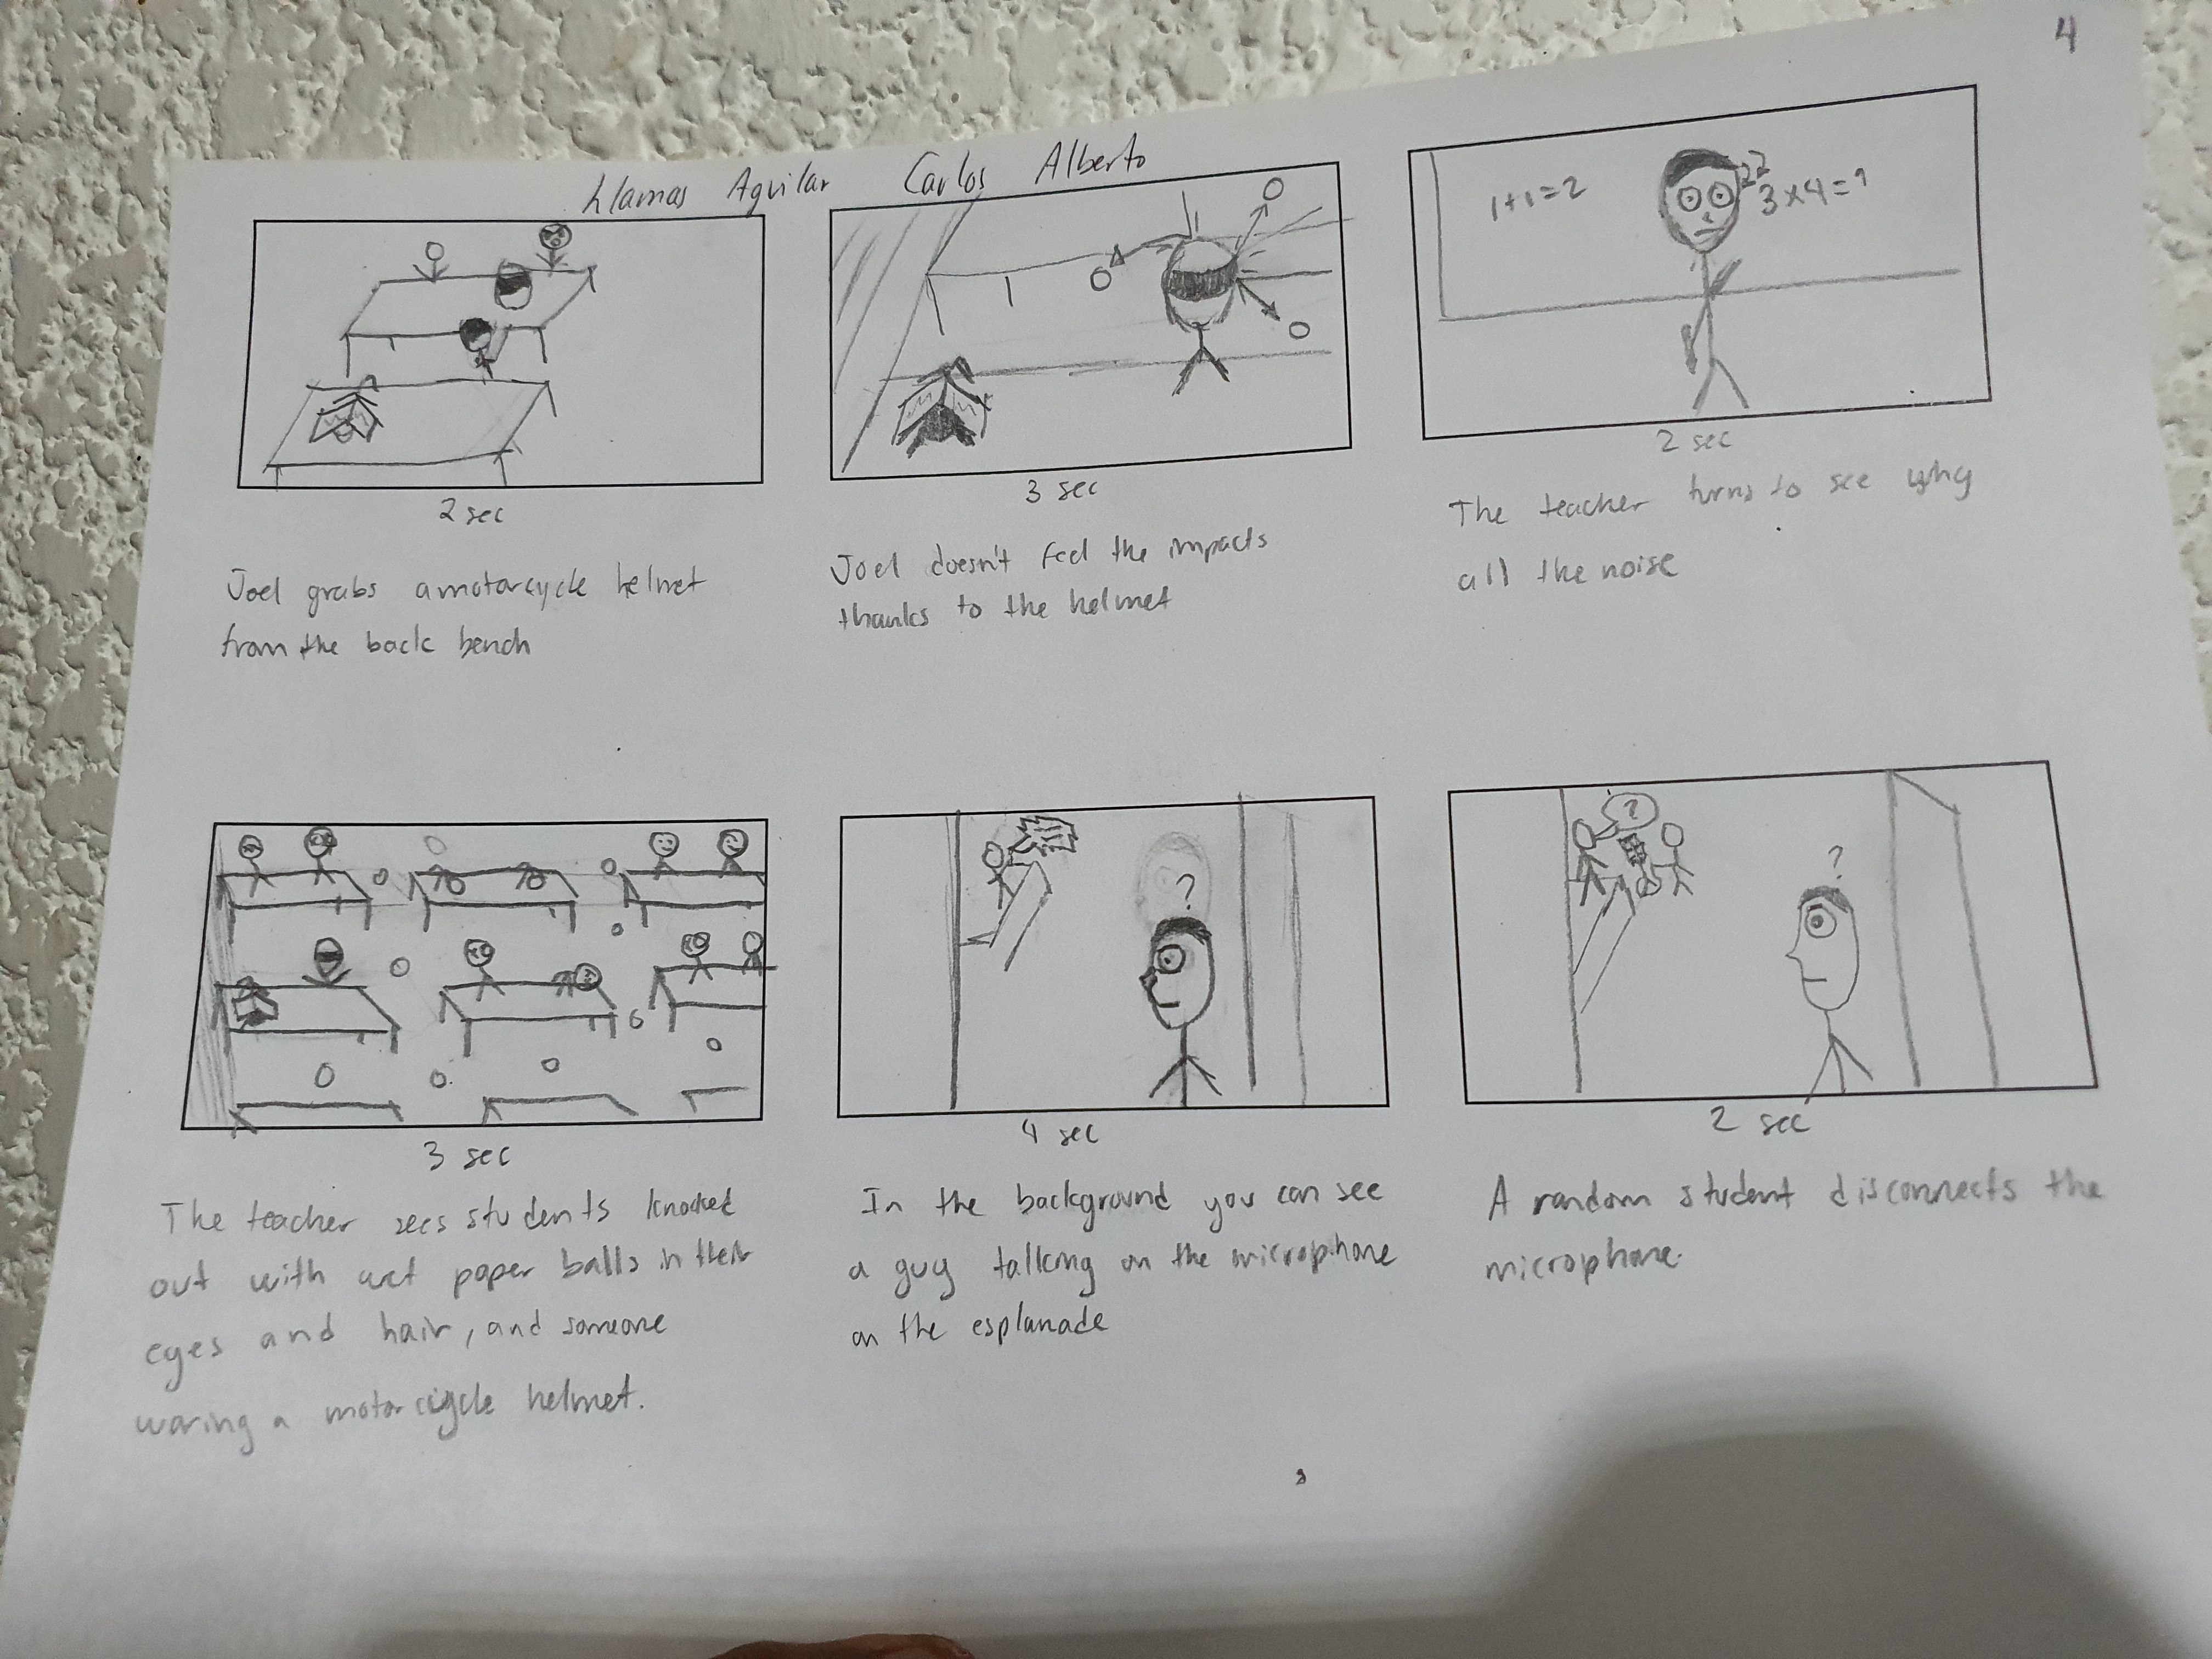 4
Llamas Aguilar Carlos Alberto
1+1=2
3x4=?
2 sec
Joel grabs a motorcycle helmet
from the back bench
3 sec
Joel doesn't feel the impacts
thanks to the helmet
2 sec
The teacher turns to see why
all the noise
3 sec
The teacher sees students knocked
out with wet paper balls in their
eyes and hair, and someone
waring a motorcigcle helmet.
?
4 sec
In the background you can see
a guy talking on the microphone
on the esplanade
?
?
2 sec
A random student disconnects the
microphone.